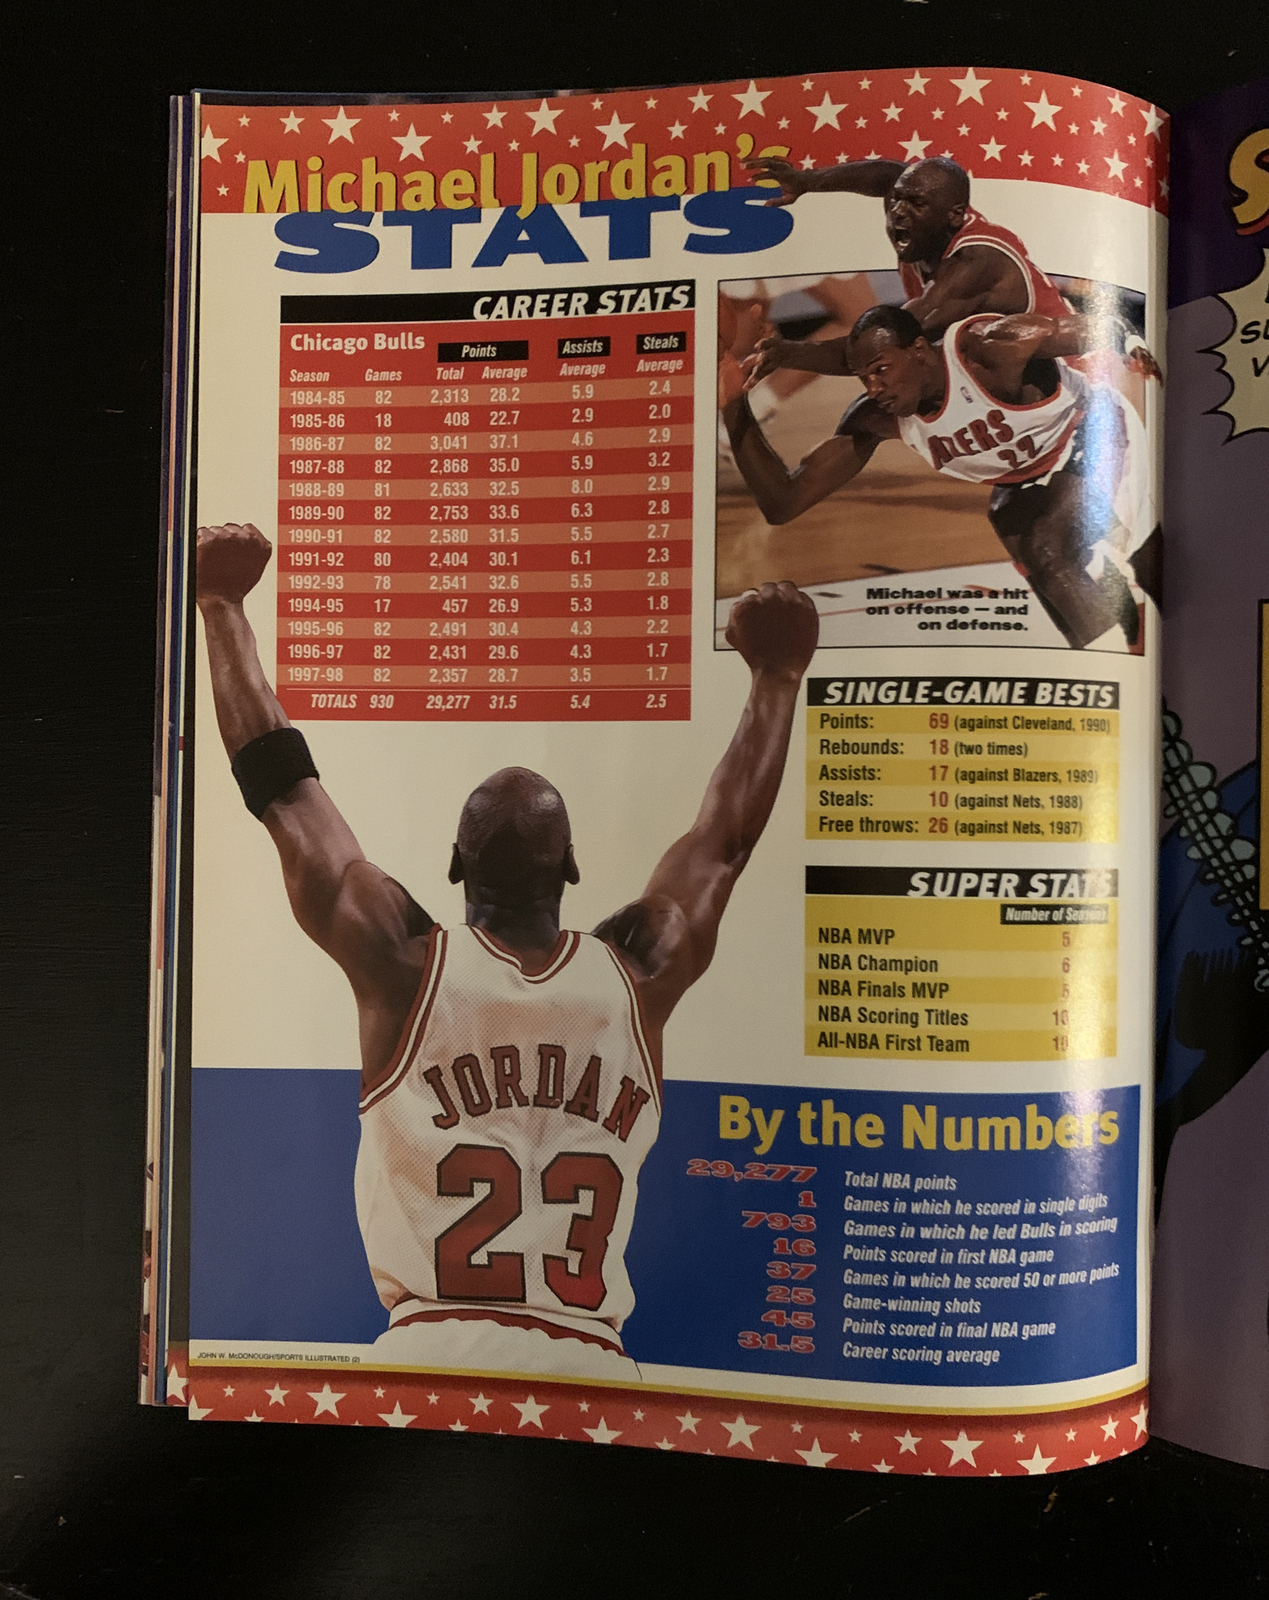 Michael Jordan's
STATS
CAREER STATS
Chicago Bulls Points Assists Steals
Season Games Total Average Average Average
1984-85 82 2,313 28.2 5.9 2.4
1985-86 18 408 22.7 2.9 2.0
1986-87 82 3,041 37.1 4.6 2.9
1987-88 82 2,868 35.0 5.9 3.2
1988-89 81 2,633 32.5 8.0 2.9
1989-90 82 2,753 33.6 6.3 2.8
1990-91 82 2,580 31.5 5.5 2.7
1991-92 80 2,404 30.1 6.1 2.3
1992-93 78 2,541 32.6 5.5 2.8
1994-95 17 457 26.9 5.3 1.8
1995-96 82 2,491 30.4 4.3 2.2
1996-97 82 2,431 29.6 4.3 1.7
1997-98 82 2,357 28.7 3.5 1.7
TOTALS 930 29,277 31.5 5.4 2.5
AZERS
Michael was a hit
on offense — and
on defense.
SINGLE-GAME BESTS
Points: 69 (against Cleveland, 1990)
Rebounds: 18 (two times)
Assists: 17 (against Blazers, 1989)
Steals: 10 (against Nets, 1988)
Free throws: 26 (against Nets, 1987)
SUPER STATS
Number of Seasons
NBA MVP 5
NBA Champion 6
NBA Finals MVP
NBA Scoring Titles 10
All-NBA First Team 10
JORDAN
23
By the Numbers
29,277 Total NBA points
1 Games in which he scored in single digits
793 Games in which he led Bulls in scoring
16 Points scored in first NBA game
37 Games in which he scored 50 or more points
25 Game-winning shots
45 Points scored in final NBA game
31.5 Career scoring average
JOHN W. McDONOUGH/SPORTS ILLUSTRATED (2)